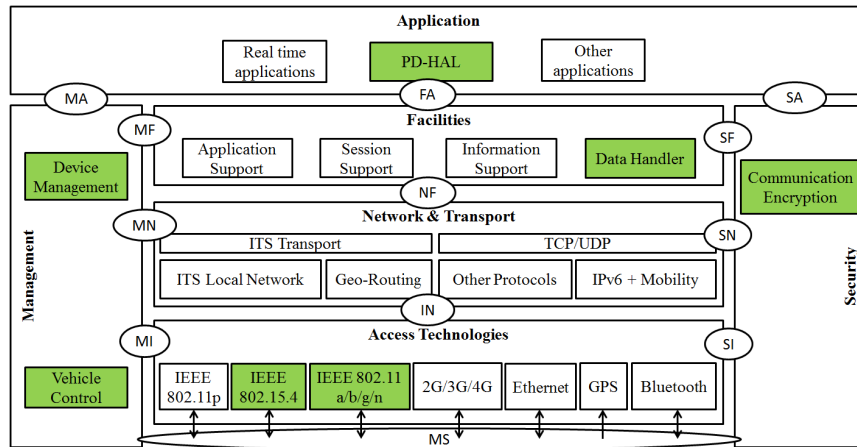 Application
Real time
applications
PD-HAL
Other
applications
MA
FA
SA
Facilities
MF
SF
Application
Support
Session
Support
Information
Support
Data Handler
Device
Management
Communication
Encryption
NF
Network & Transport
MN
SN
ITS Transport
TCP/UDP
ITS Local Network
Geo-Routing
Other Protocols
IPv6 + Mobility
Management
Security
IN
Access Technologies
MI
SI
Vehicle
Control
IEEE
802.11p
IEEE
802.15.4
IEEE 802.11
a/b/g/n
2G/3G/4G
Ethernet
GPS
Bluetooth
MS